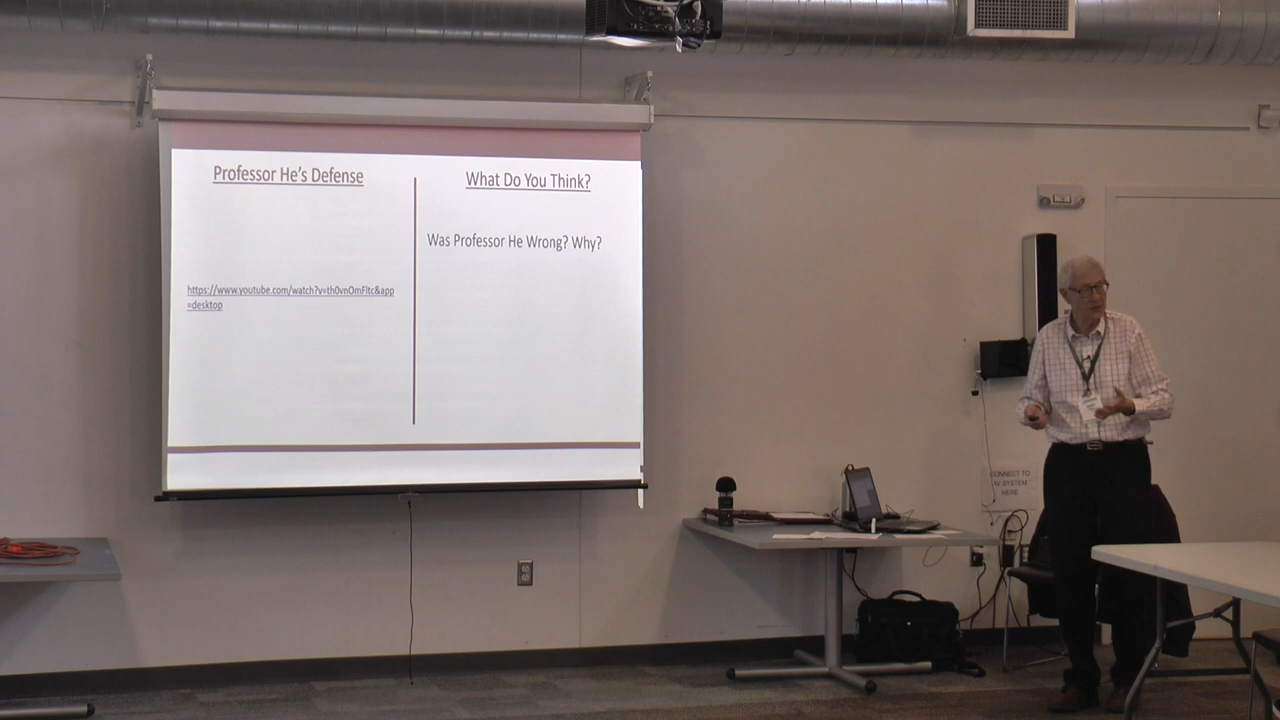 Professor He's Defense
https://www.youtube.com/watch?v=th0vnOmFItc&app
=desktop
What Do You Think?
Was Professor He Wrong? Why?
CONNECT TO
AV SYSTEM
HERE